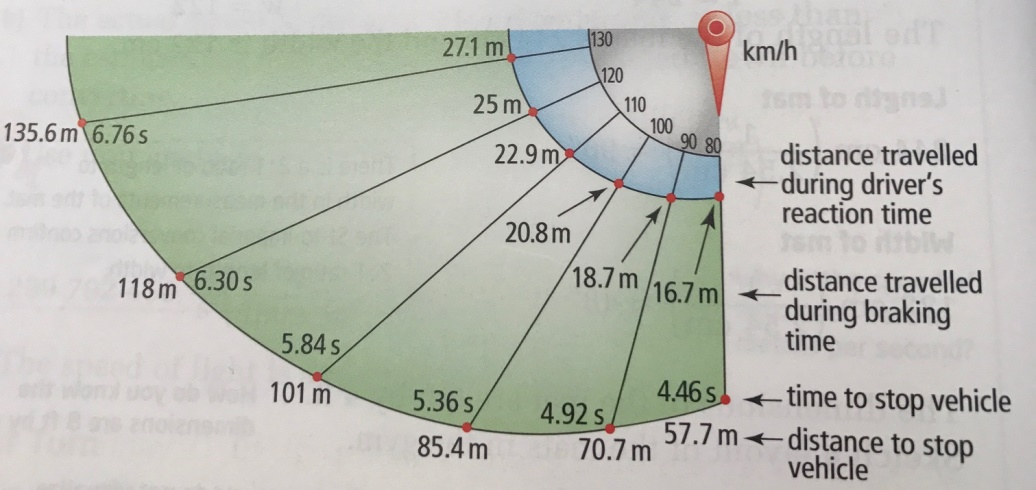 27.1 m
130
km/h
120
25 m
110
135.6 m
6.76 s
100
90
80
22.9 m
distance travelled
during driver's
reaction time
20.8 m
18.7 m
16.7 m
118 m
6.30 s
distance travelled
during braking
time
5.84 s
101 m
5.36 s
4.92 s
4.46 s
time to stop vehicle
85.4 m
70.7 m
57.7 m
distance to stop
vehicle